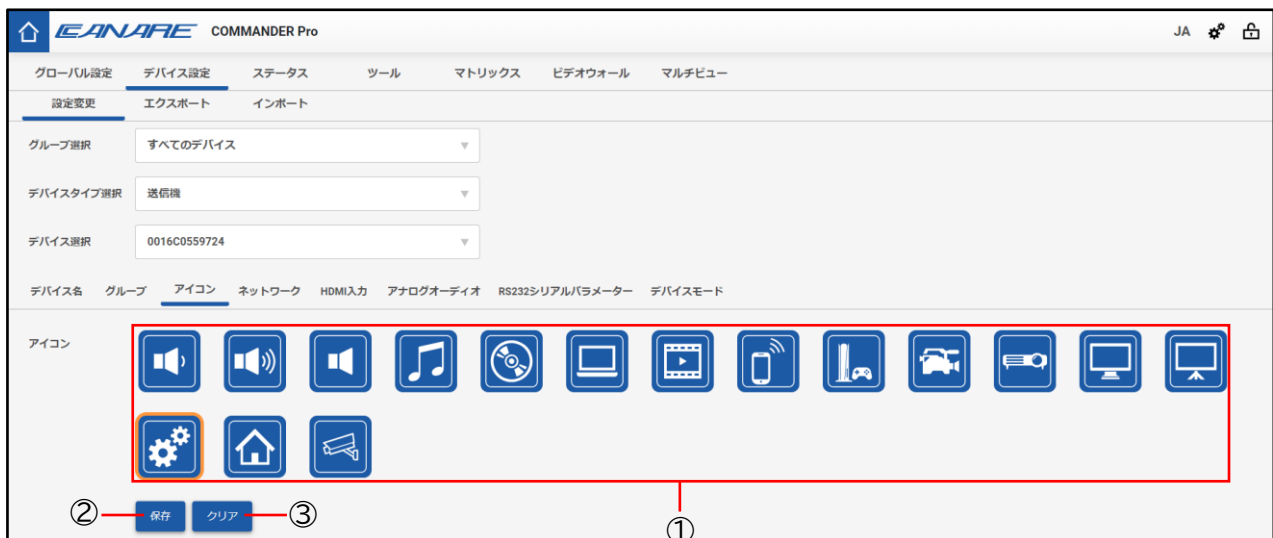 CANARE COMMANDER Pro JA
グローバル設定 デバイス設定 ステータス ツール マトリックス ビデオウォール マルチビュー
設定変更 エクスポート インポート
グループ選択 すべてのデバイス
デバイスタイプ選択 送信機
デバイス選択 0016C0559724
デバイス名 グループ アイコン ネットワーク HDMI入力 アナログオーディオ RS232シリアルパラメーター デバイスモード
アイコン
② 保存 クリア ③
①